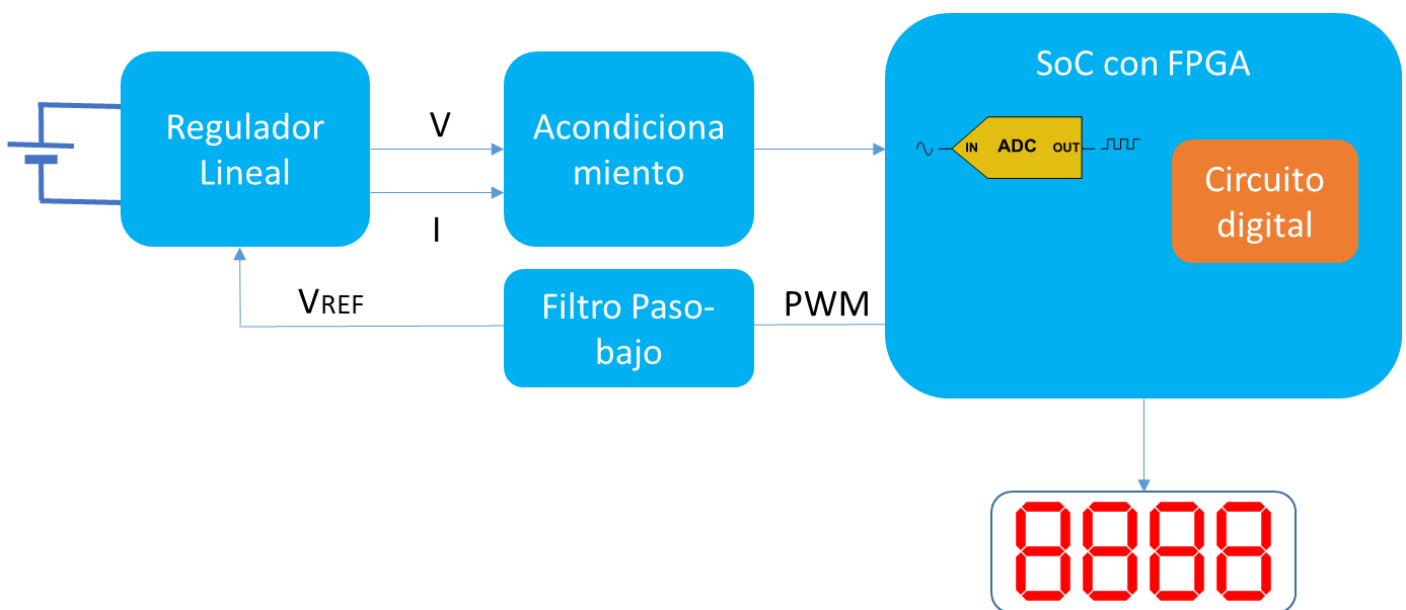 Regulador
Lineal
V
I
Acondiciona
miento
SoC con FPGA
IN ADC OUT
Circuito
digital
VREF
Filtro Paso-
bajo
PWM
8888